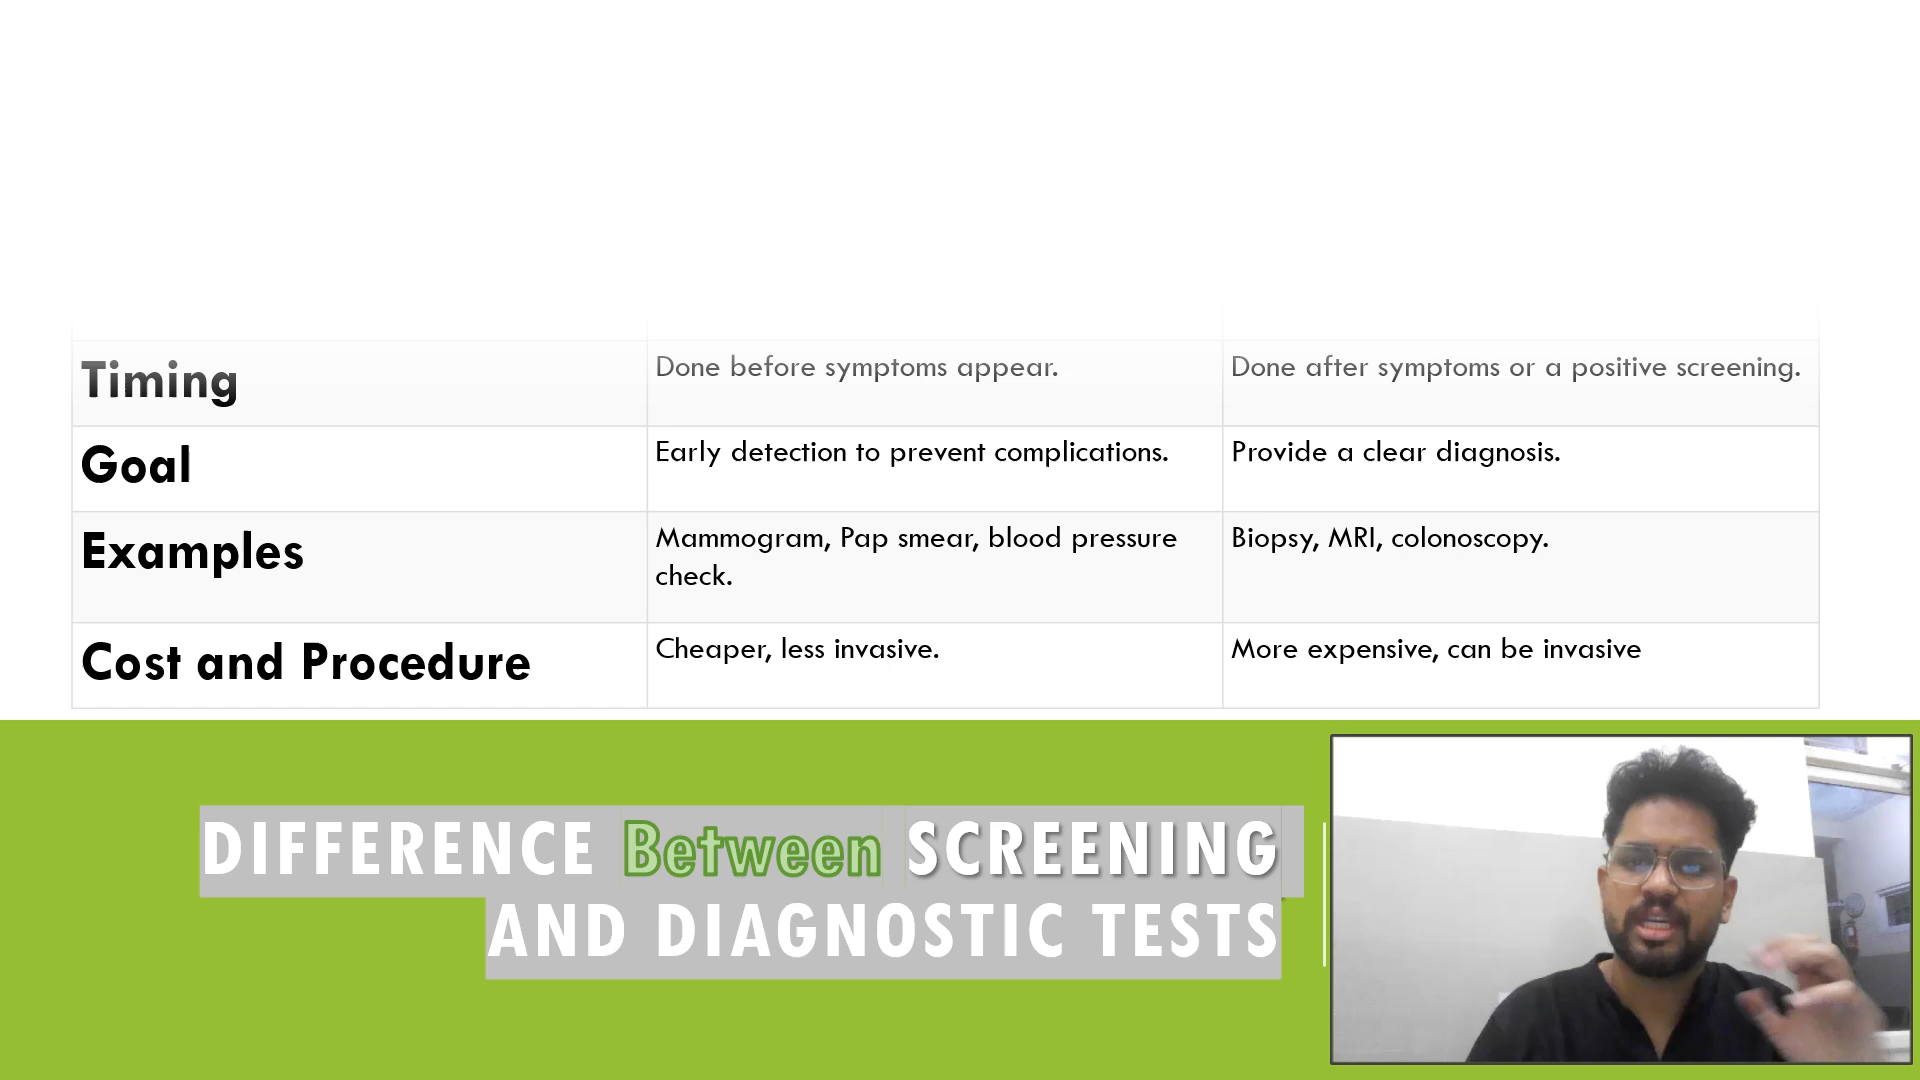 Timing
Done before symptoms appear.
Done after symptoms or a positive screening.
Goal
Early detection to prevent complications.
Provide a clear diagnosis.
Examples
Mammogram, Pap smear, blood pressure
check.
Biopsy, MRI, colonoscopy.
Cost and Procedure
Cheaper, less invasive.
More expensive, can be invasive
DIFFERENCE Between SCREENING
AND DIAGNOSTIC TESTS